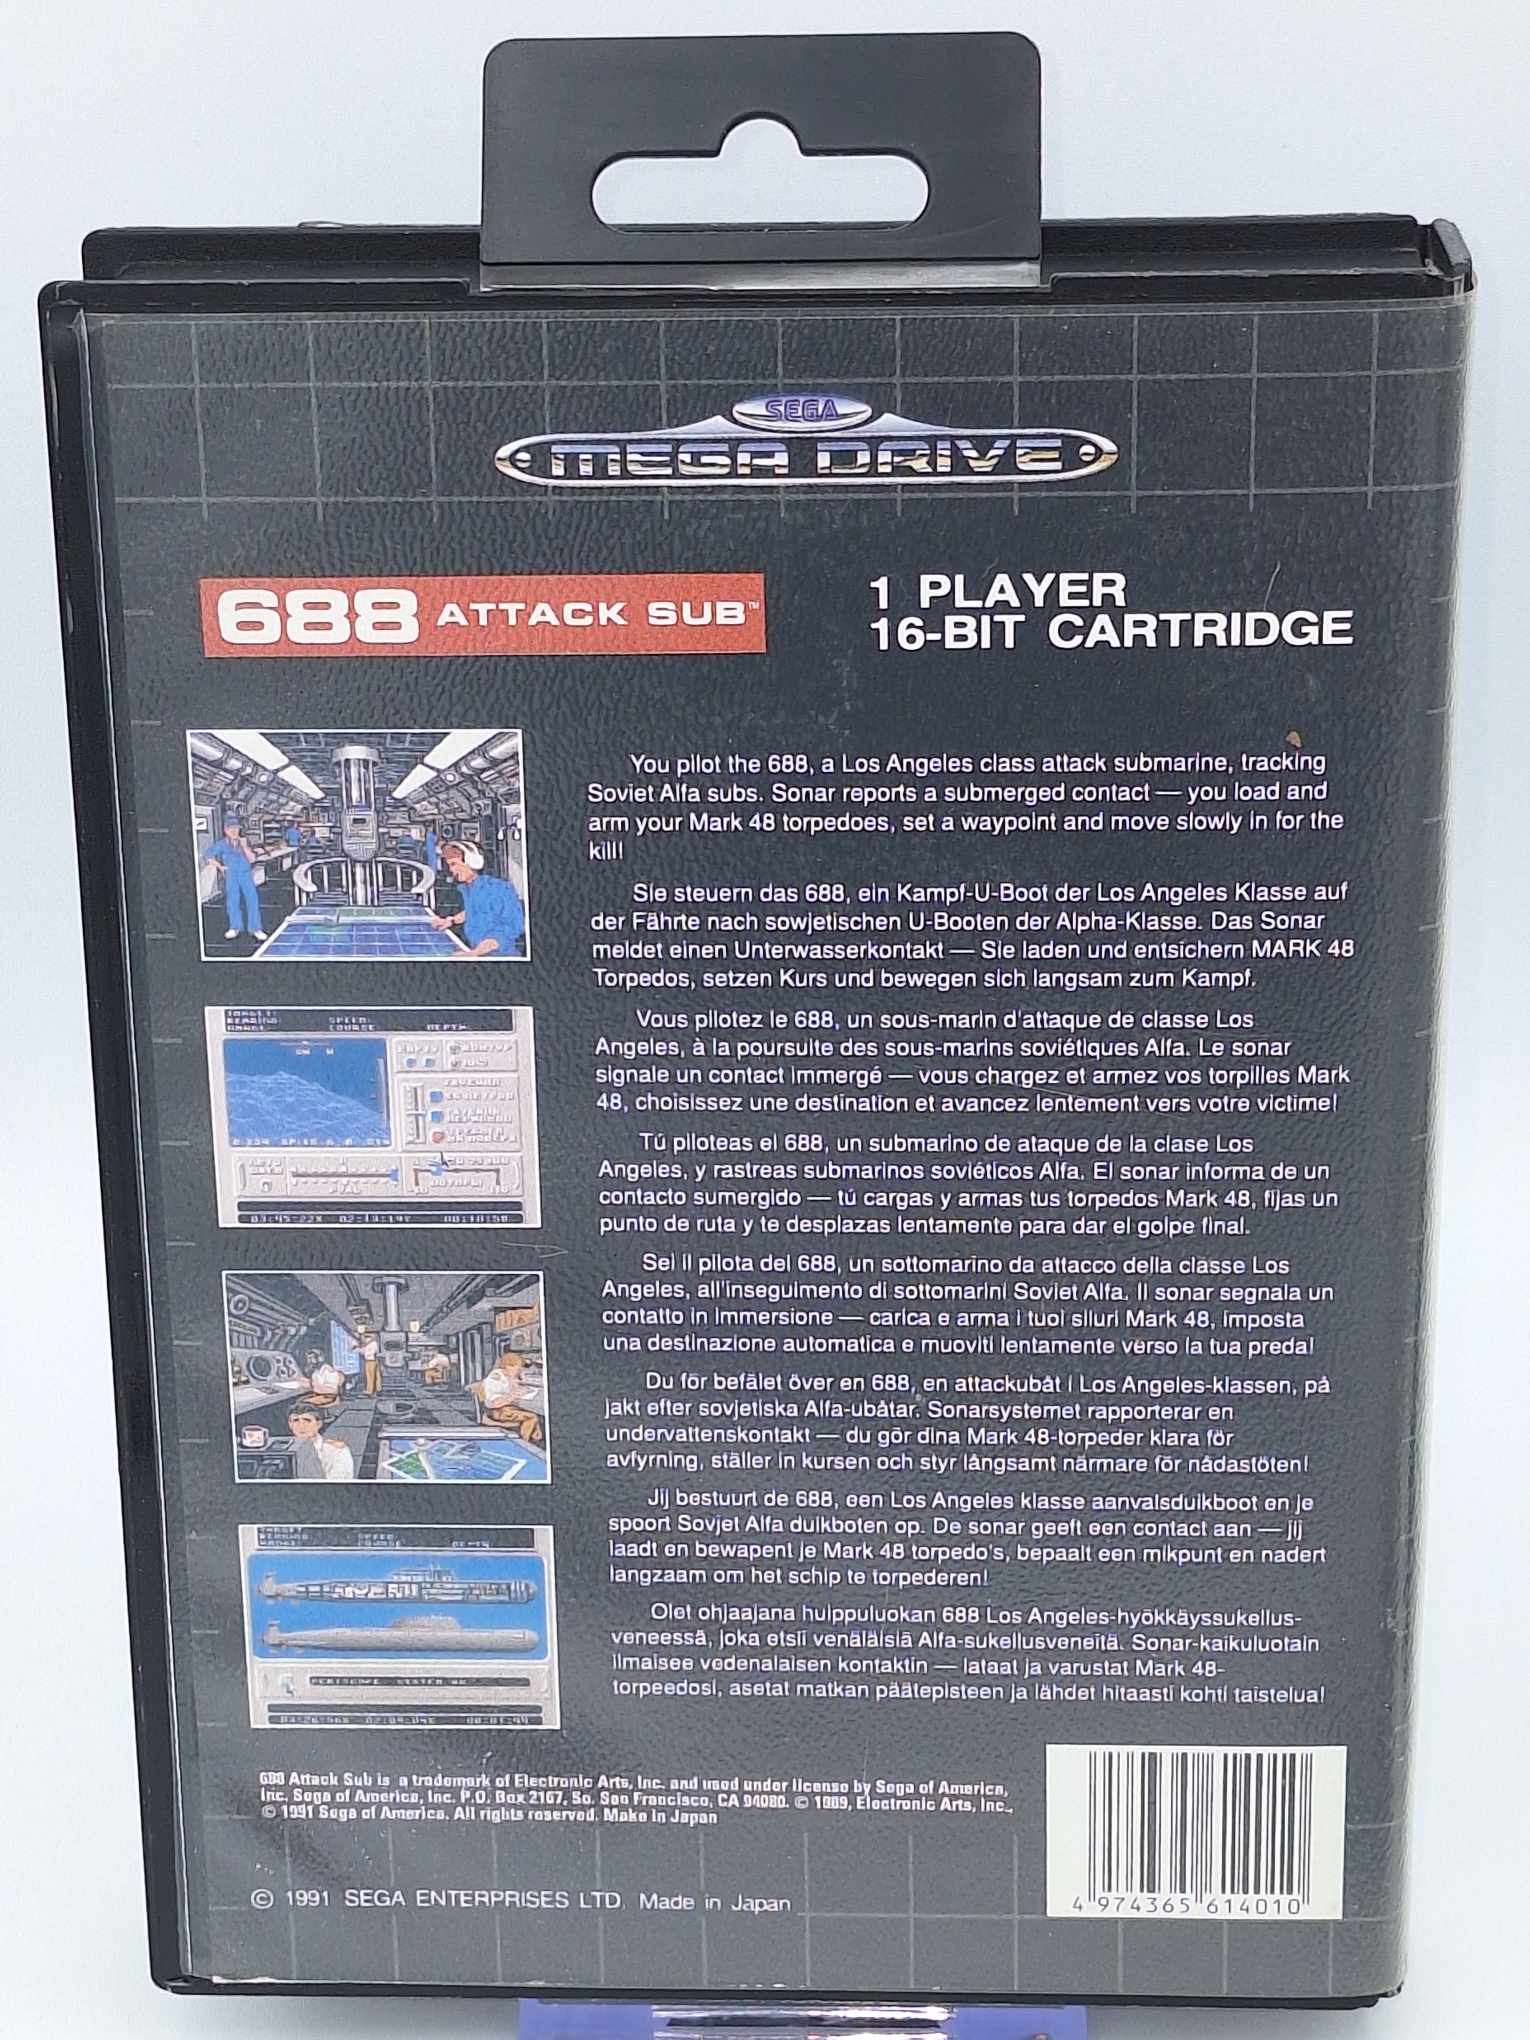 SEGA
MEGA DRIVE
688 ATTACK SUB™
1 PLAYER
16-BIT CARTRIDGE
You pilot the 688, a Los Angeles class attack submarine, tracking
Soviet Alfa subs. Sonar reports a submerged contact — you load and
arm your Mark 48 torpedoes, set a waypoint and move slowly in for the
kill!
Sie steuern das 688, ein Kampf-U-Boot der Los Angeles Klasse auf
der Fährte nach sowjetischen U-Booten der Alpha-Klasse. Das Sonar
meldet einen Unterwasserkontakt — Sie laden und entsichern MARK 48
Torpedos, setzen Kurs und bewegen sich langsam zum Kampf.
Vous pilotez le 688, un sous-marin d'attaque de classe Los
Angeles, à la poursuite des sous-marins soviétiques Alfa. Le sonar
signale un contact immergé — vous chargez et armez vos torpilles Mark
48, choisissez une destination et avancez lentement vers votre victime!
Tú piloteas el 688, un submarino de ataque de la clase Los
Angeles, y rastreas submarinos soviéticos Alfa. El sonar informa de un
contacto sumergido — tú cargas y armas tus torpedos Mark 48, fijas un
punto de ruta y te desplazas lentamente para dar el golpe final.
Sei il pilota del 688, un sottomarino da attacco della classe Los
Angeles, all'inseguimento di sottomarini Soviet Alfa. Il sonar segnala un
contatto in immersione — carica e arma i tuoi siluri Mark 48, imposta
una destinazione automatica e muoviti lentamente verso la tua preda!
Du för befälet över en 688, en attackubåt i Los Angeles-klassen, på
jakt efter sovjetiska Alfa-ubåtar. Sonarsystemet rapporterar en
undervattenskontakt — du gör dina Mark 48-torpeder klara för
avfyrning, ställer in kursen och styr långsamt närmare för nådastöten!
Jij bestuurt de 688, een Los Angeles klasse aanvalsduikboot en je
spoort Sovjet Alfa duikboten op. De sonar geeft een contact aan — jij
laadt en bewapent je Mark 48 torpedo's, bepaalt een mikpunt en nadert
langzaam om het schip te torpederen!
Olet ohjaajana huippuluokan 688 Los Angeles-hyökkäyssukellus-
veneessä, joka etsii venäläisiä Alfa-sukellusveneitä. Sonar-kaikuluotain
ilmaisee vedenalaisen kontaktin — lataat ja varustat Mark 48-
torpeedosi, asetat matkan päätepisteen ja lähdet hitaasti kohti taistelua!
TARGET:
BEARING: SPEED:
RANGE: COURSE: DEPTH:
03:45:22X 02:13:19Y 00:10:50
PERISCOPE
688 Attack Sub is a trademark of Electronic Arts, Inc. and used under license by Sega of America,
Inc. Sega of America, Inc. P.O. Box 2167, So. San Francisco, CA 94080. © 1989, Electronic Arts, Inc.,
© 1991 Sega of America. All rights reserved. Make in Japan
© 1991 SEGA ENTERPRISES LTD. Made in Japan
4 974365 614010